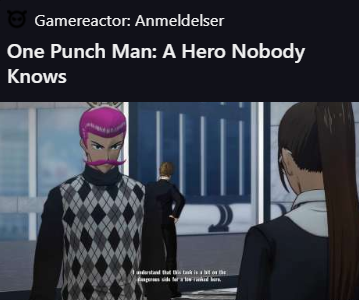 Gamereactor: Anmeldelser
One Punch Man: A Hero Nobody
Knows
I understand that this task is a bit on the
dangerous side for a low ranked hero.